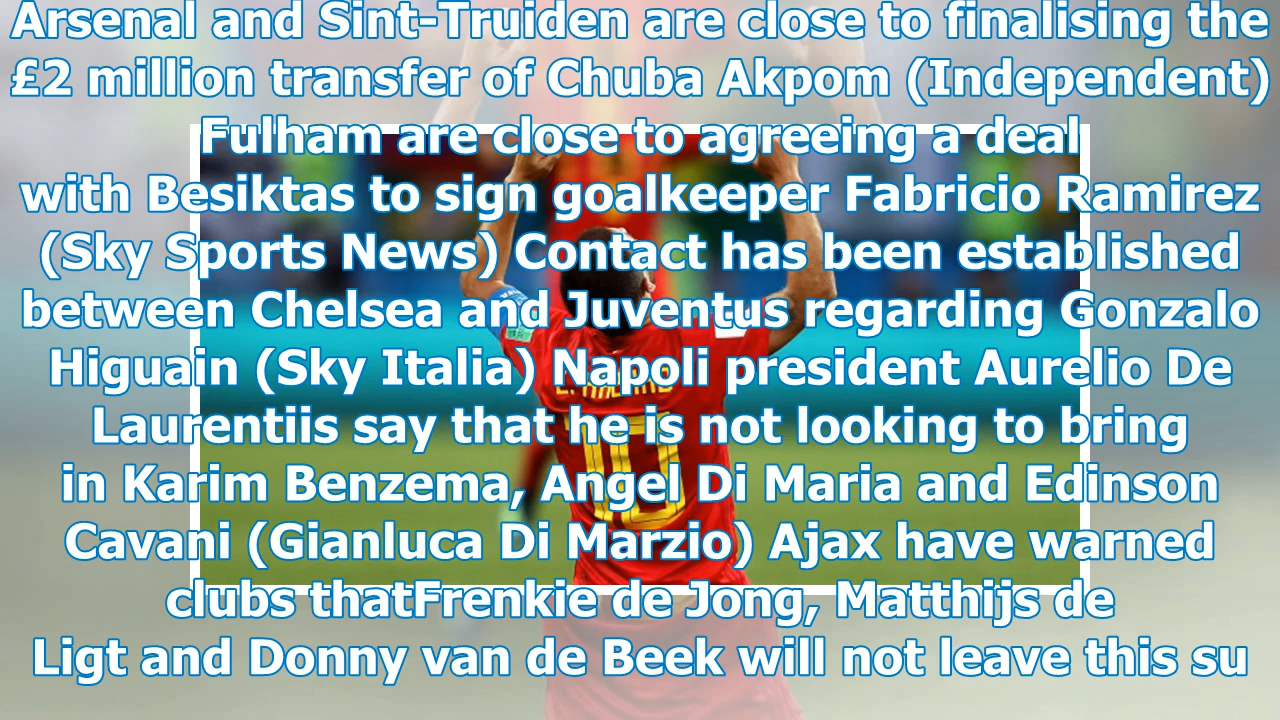 Arsenal and Sint-Truiden are close to finalising the
£2 million transfer of Chuba Akpom (Independent)
Fulham are close to agreeing a deal
with Besiktas to sign goalkeeper Fabricio Ramirez
(Sky Sports News) Contact has been established
between Chelsea and Juventus regarding Gonzalo
Higuain (Sky Italia) Napoli president Aurelio De
Laurentiis say that he is not looking to bring
in Karim Benzema, Angel Di Maria and Edinson
Cavani (Gianluca Di Marzio) Ajax have warned
clubs thatFrenkie de Jong, Matthijs de
Ligt and Donny van de Beek will not leave this su
10